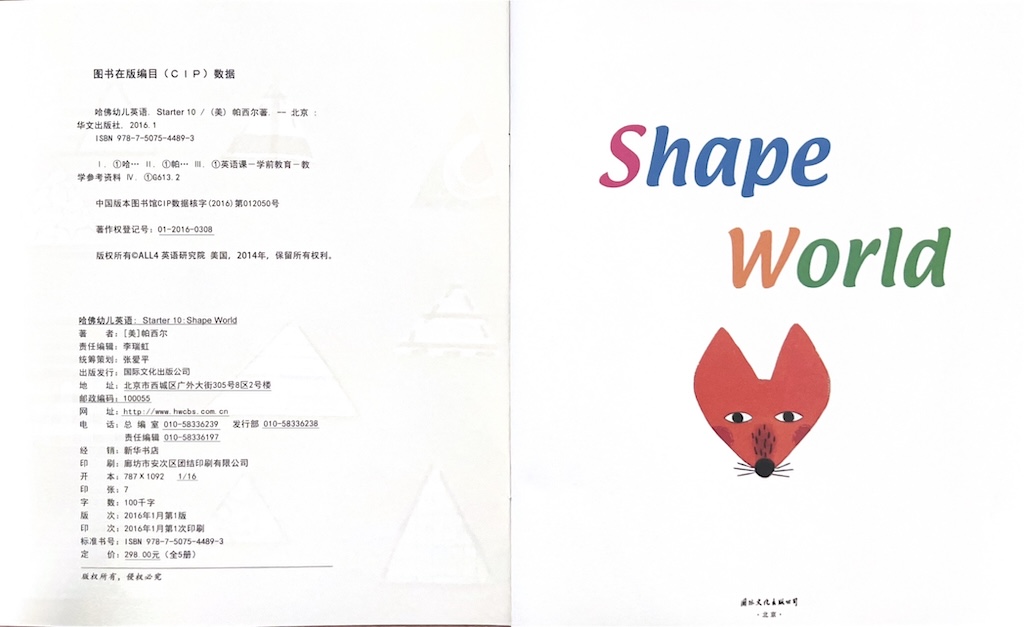 图书在版编目（ＣＩＰ）数据
哈佛幼儿英语. Starter 10 / (美) 帕西尔著. -- 北京 :
华文出版社, 2016.1
ISBN 978-7-5075-4489-3
Ⅰ. ①哈… Ⅱ. ①帕… Ⅲ. ①英语课－学前教育－教
学参考资料 Ⅳ. ①G613.2
中国版本图书馆CIP数据核字(2016)第012050号
著作权登记号: 01-2016-0308
版权所有©ALL4 英语研究院 美国, 2014年, 保留所有权利。
哈佛幼儿英语: Starter 10:Shape World
著 者: [美]帕西尔
责任编辑: 李瑞虹
统筹策划: 张爱平
出版发行: 国际文化出版公司
地 址: 北京市西城区广外大街305号8区2号楼
邮政编码: 100055
网 址: http://www.hwcbs.com.cn
电 话: 总 编 室 010-58336239 发行部 010-58336238
责任编辑 010-58336197
经 销: 新华书店
印 刷: 廊坊市安次区团结印刷有限公司
开 本: 787×1092 1/16
印 张: 7
字 数: 100千字
版 次: 2016年1月第1版
印 次: 2016年1月第1次印刷
标准书号: ISBN 978-7-5075-4489-3
定 价: 298 00元 (全5册)
版权所有，侵权必究
Shape
World
国际文化出版公司
·北京·